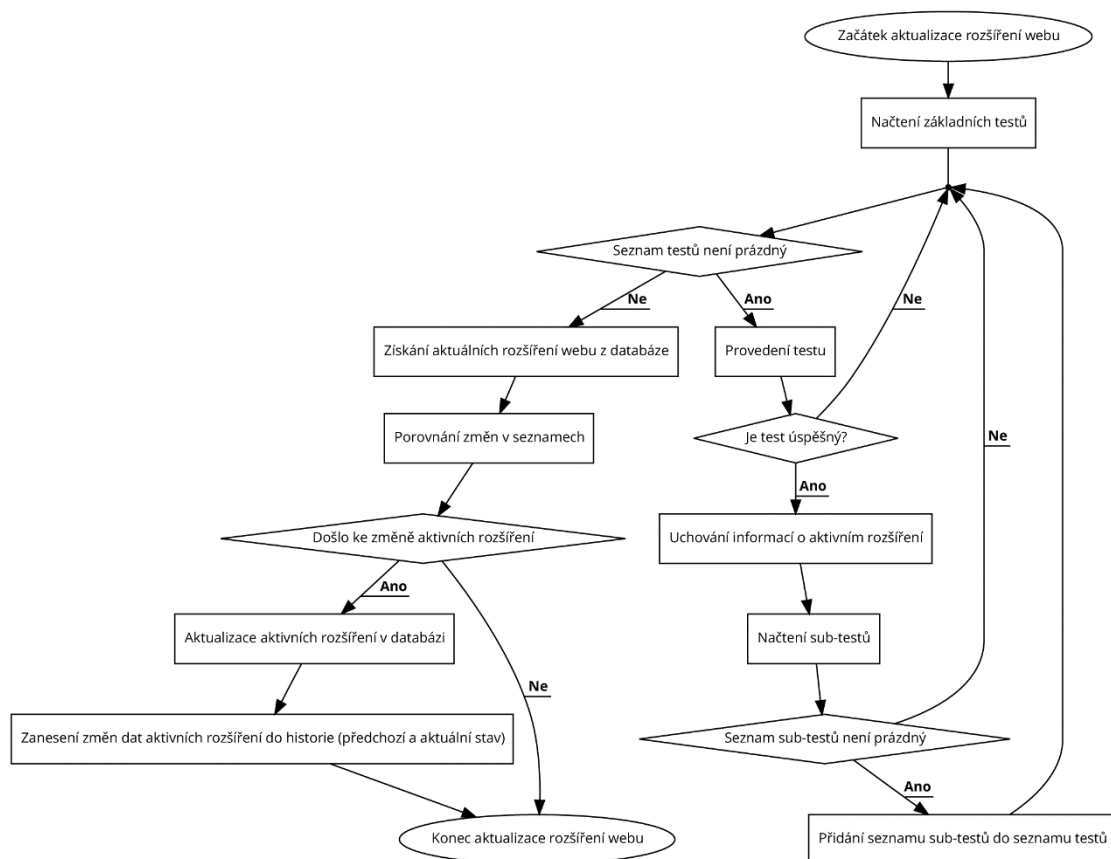 Začátek aktualizace rozšíření webu
Načtení základních testů
Seznam testů není prázdný
Ne
Ano
Ne
Získání aktuálních rozšíření webu z databáze
Provedení testu
Porovnání změn v seznamech
Je test úspěšný?
Ne
Ano
Došlo ke změně aktivních rozšíření
Uchování informací o aktivním rozšíření
Ano
Aktualizace aktivních rozšíření v databázi
Načtení sub-testů
Ne
Zanesení změn dat aktivních rozšíření do historie (předchozí a aktuální stav)
Seznam sub-testů není prázdný
Ano
Konec aktualizace rozšíření webu
Přidání seznamu sub-testů do seznamu testů